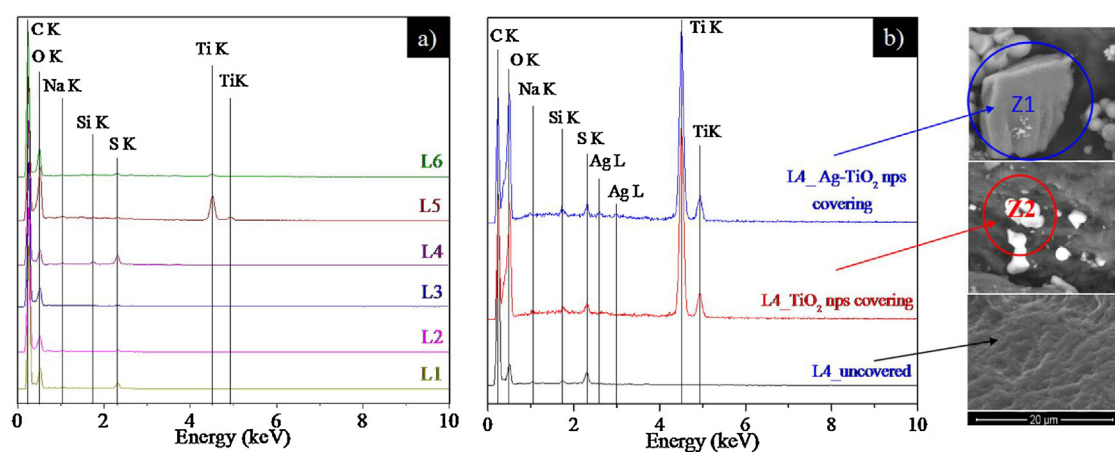 a)
C K
O K
Na K
Si K
S K
Ti K
TiK
L6
L5
L4
L3
L2
L1
0 2 4 6 8 10
Energy (keV)
b)
C K
O K
Na K
Si K
S K
Ag L
Ag L
Ti K
TiK
L4_Ag-TiO₂ nps
covering
L4_TiO₂ nps covering
L4_uncovered
0 2 4 6 8 10
Energy (keV)
Z1
Z2
20 µm